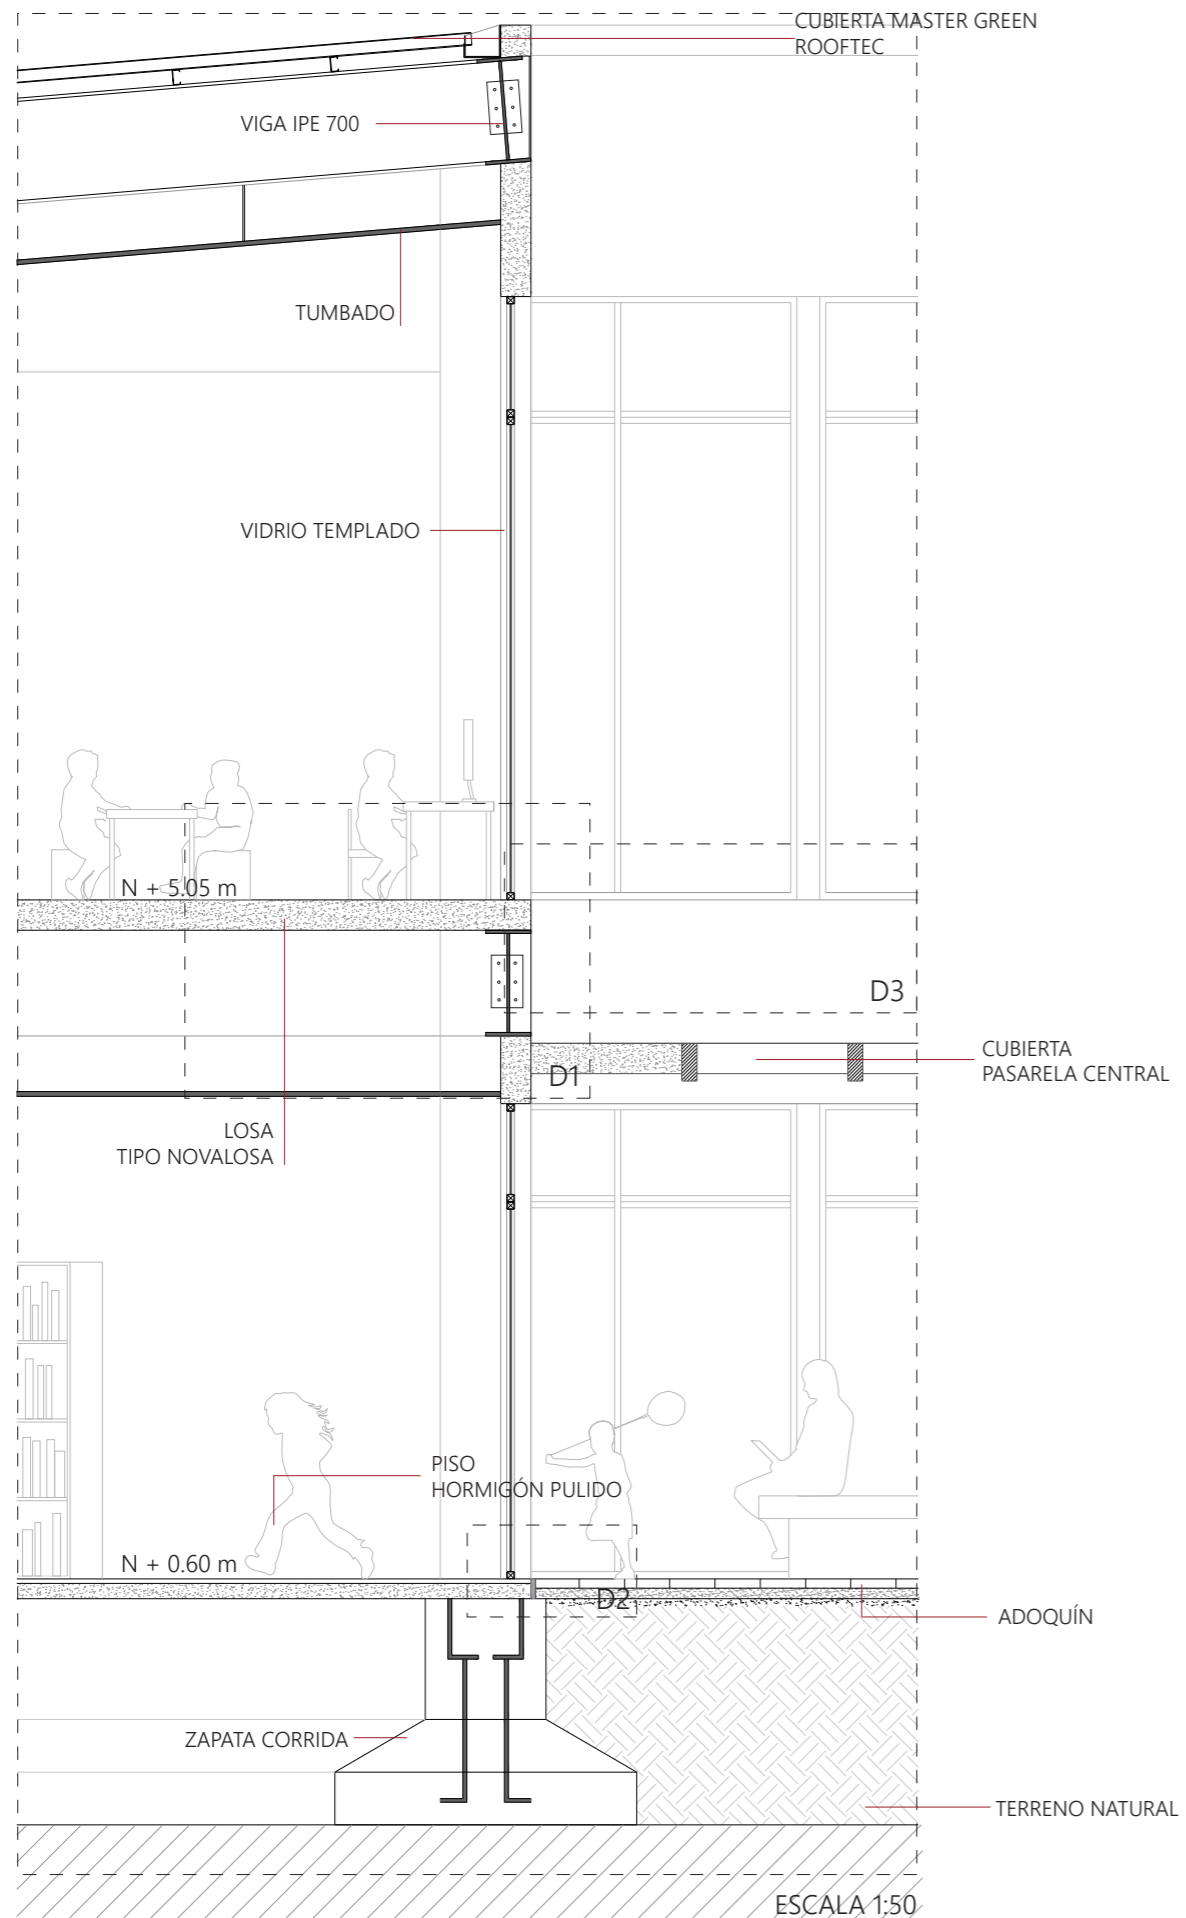 CUBIERTA MASTER GREEN
ROOFTEC
VIGA IPE 700
TUMBADO
VIDRIO TEMPLADO
N + 5.05 m
D3
CUBIERTA
PASARELA CENTRAL
D1
LOSA
TIPO NOVALOSA
PISO
HORMIGÓN PULIDO
N + 0.60 m
D2
ADOQUÍN
ZAPATA CORRIDA
TERRENO NATURAL
ESCALA 1:50